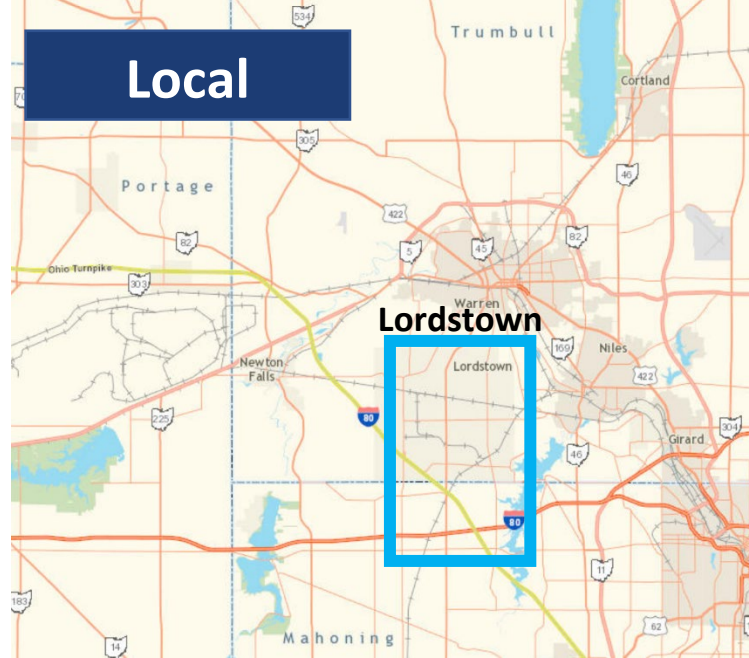 534
Trumbull
Local
Cortland
305
46
Portage
422
82
5
45
82
Ohio Turnpike
303
Warren
Lordstown
169
Niles
Lordstown
Newton
Falls
422
80
225
304
Girard
46
80
11
183
62
14
Mahoning